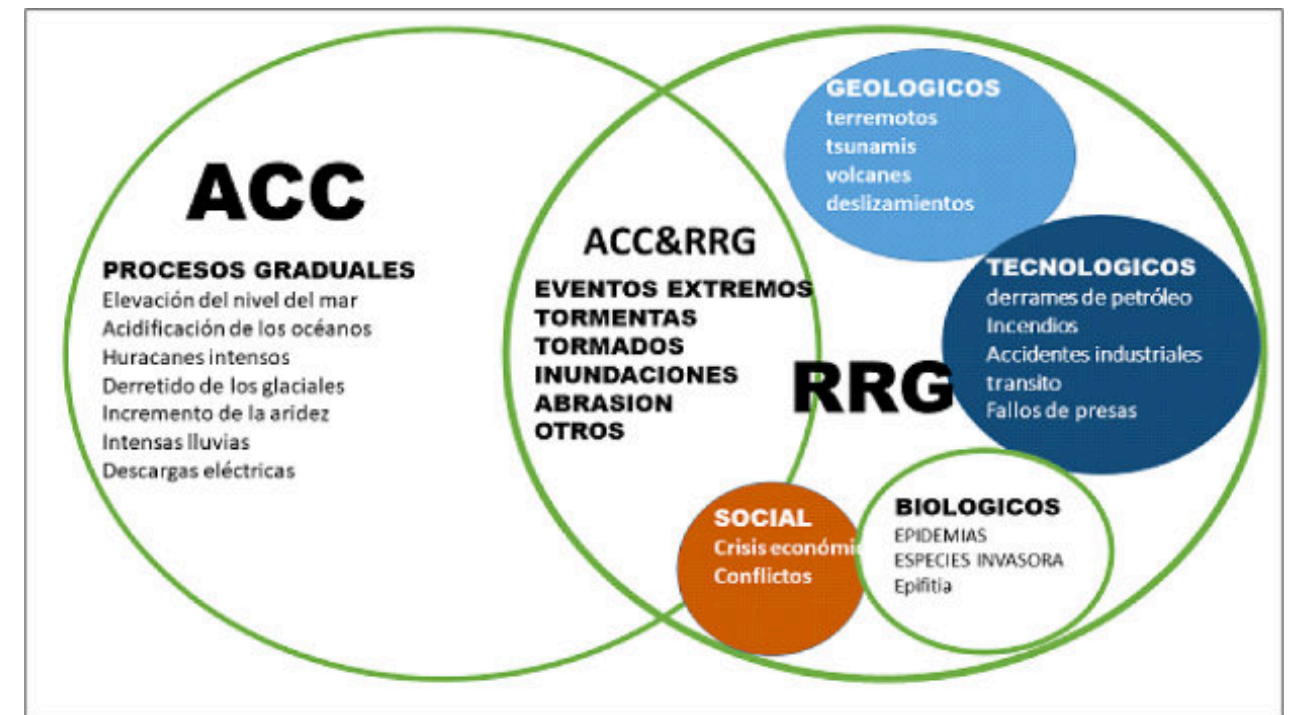 ACC
PROCESOS GRADUALES
Elevación del nivel del mar
Acidificación de los océanos
Huracanes intensos
Derretido de los glaciales
Incremento de la aridez
Intensas lluvias
Descargas eléctricas
ACC&RRG
EVENTOS EXTREMOS
TORMENTAS
TORMADOS
INUNDACIONES
ABRASION
OTROS
RRG
GEOLOGICOS
terremotos
tsunamis
volcanes
deslizamientos
TECNOLOGICOS
derrames de petróleo
Incendios
Accidentes industriales
transito
Fallos de presas
SOCIAL
Crisis económi
Conflictos
BIOLOGICOS
EPIDEMIAS
ESPECIES INVASORA
Epifitia